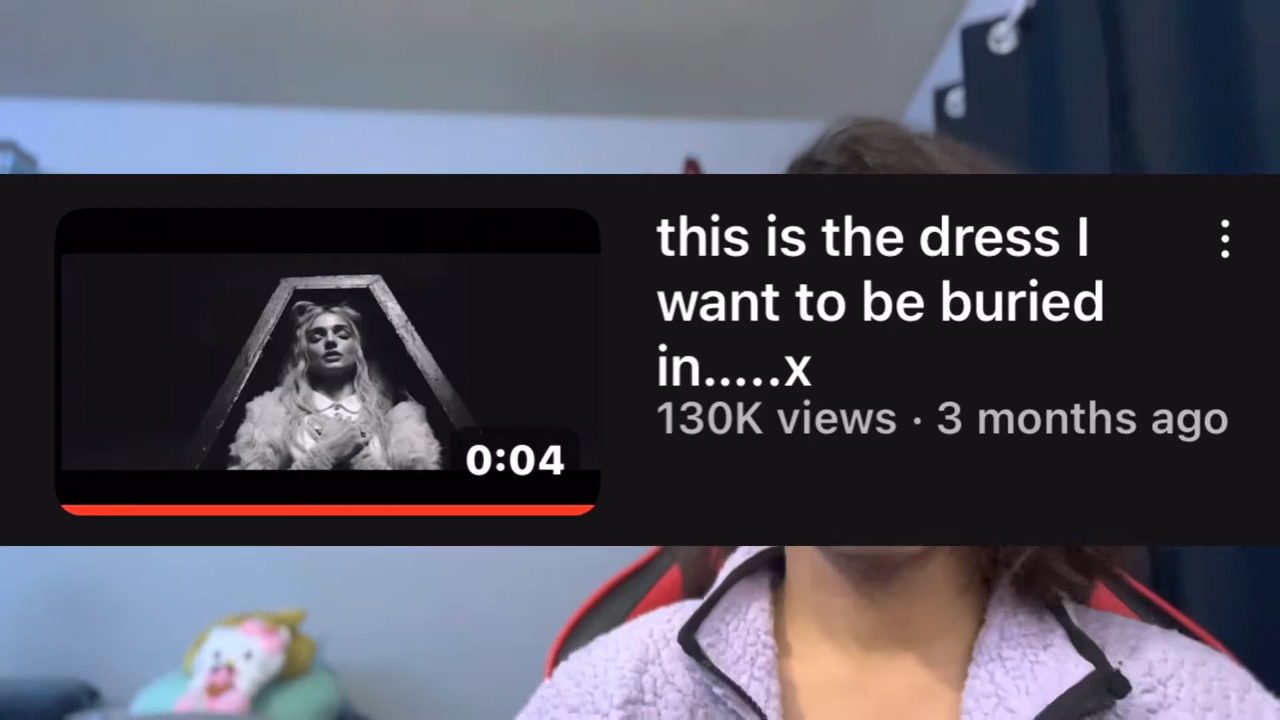 this is the dress I
want to be buried
in.....x
130K views · 3 months ago
0:04